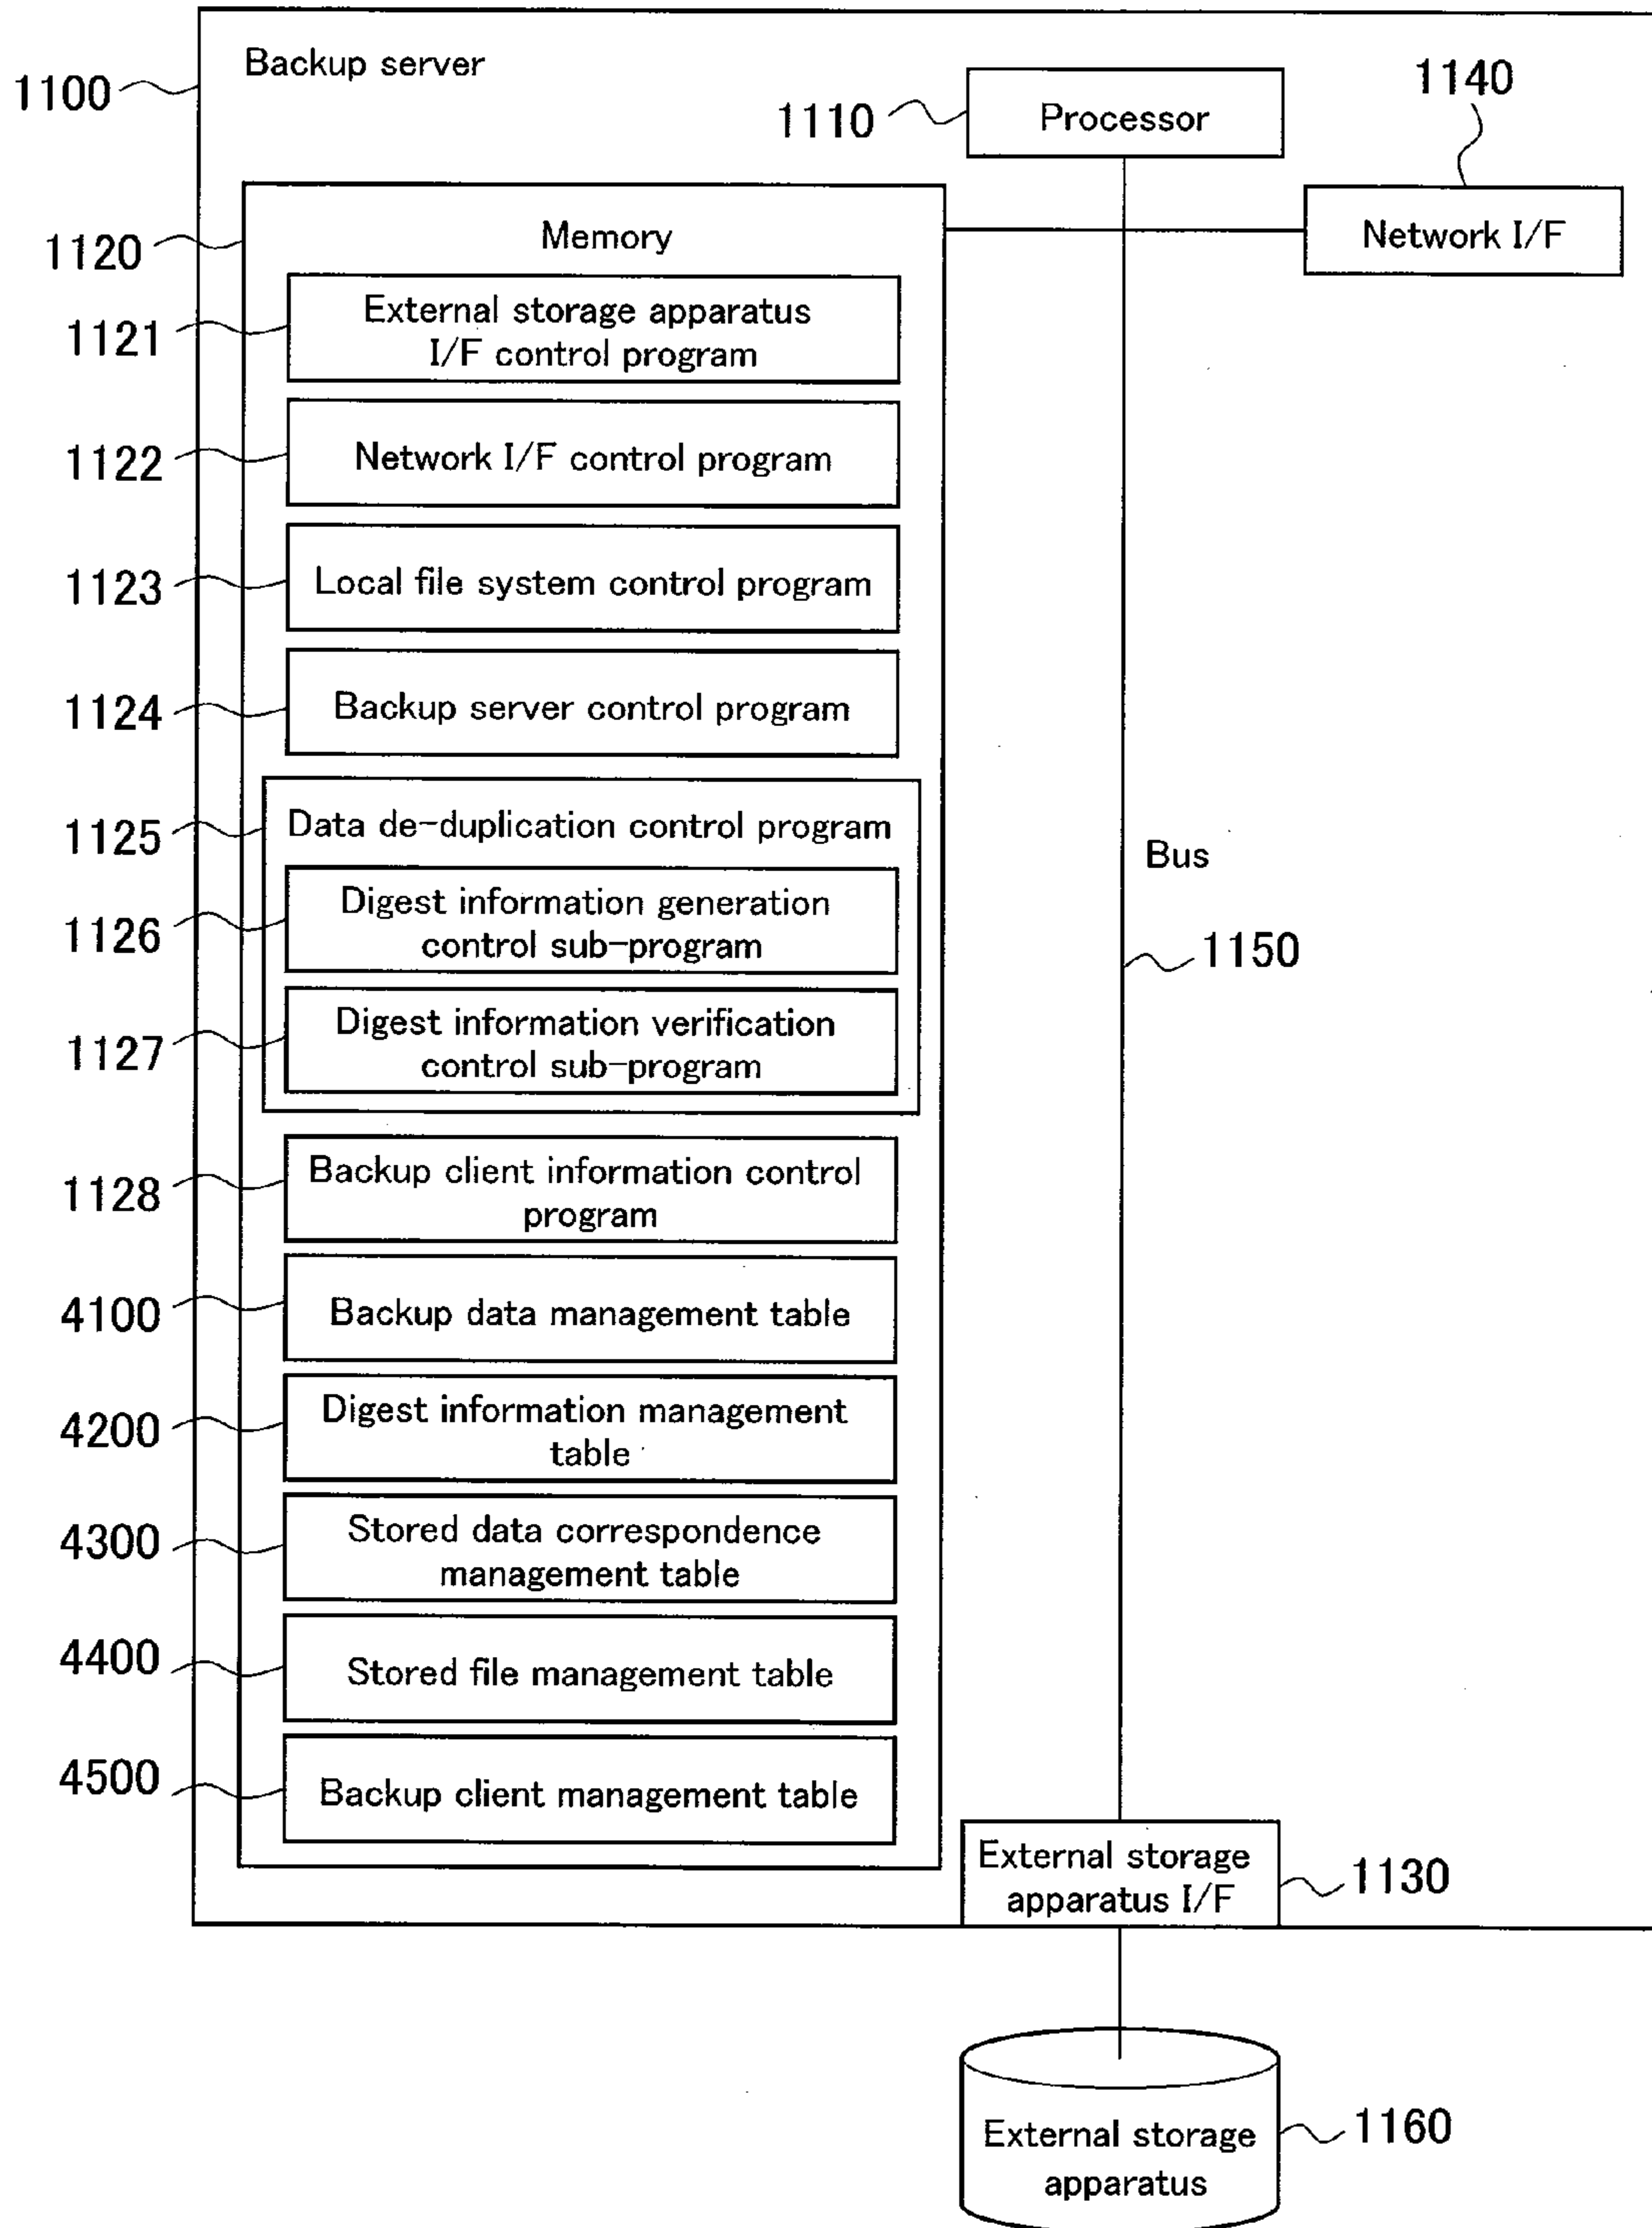 Backup server
1100
1110
Processor
1140
Network I/F
1120
Memory
1121
External storage apparatus
I/F control program
1122
Network I/F control program
1123
Local file system control program
1124
Backup server control program
1125
Data de-duplication control program
1126
Digest information generation
control sub-program
1127
Digest information verification
control sub-program
Bus
1150
1128
Backup client information control
program
4100
Backup data management table
4200
Digest information management
table
4300
Stored data correspondence
management table
4400
Stored file management table
4500
Backup client management table
External storage
apparatus I/F
1130
External storage
apparatus
1160